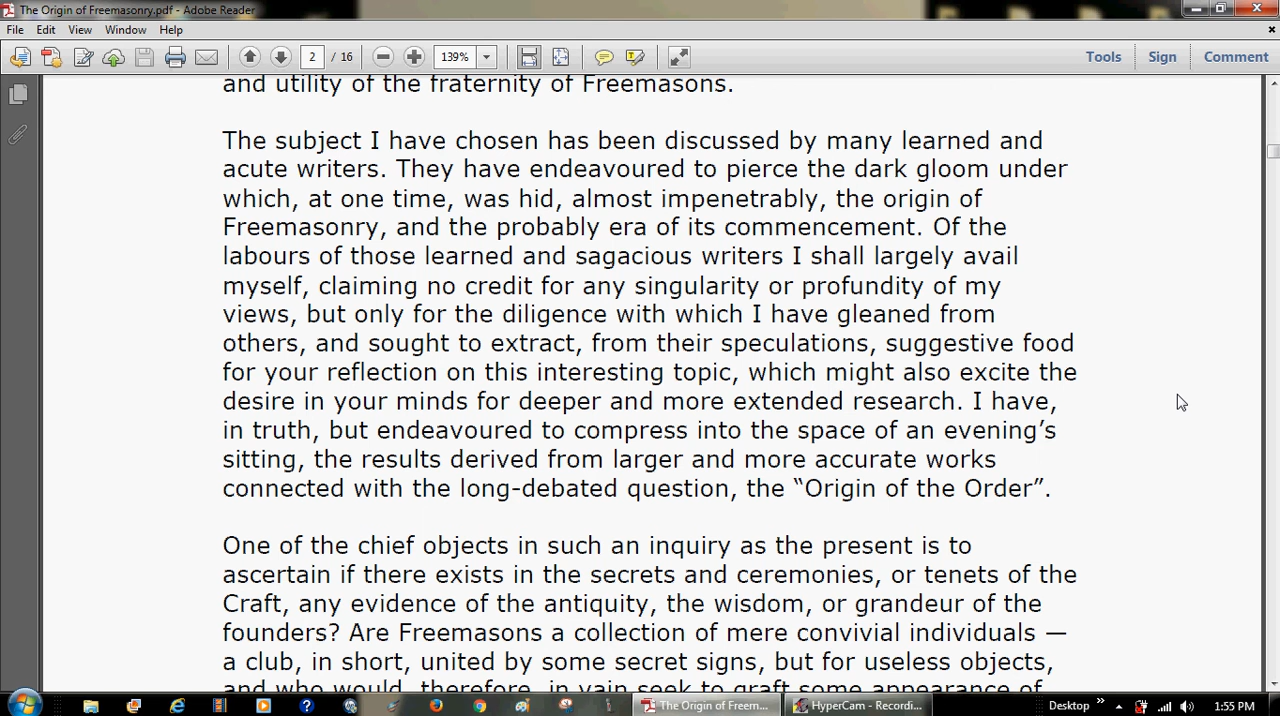 The Origin of Freemasonry.pdf - Adobe Reader
File Edit View Window Help
2 / 16 139% Tools Sign Comment
and utility of the fraternity of Freemasons.
The subject I have chosen has been discussed by many learned and
acute writers. They have endeavoured to pierce the dark gloom under
which, at one time, was hid, almost impenetrably, the origin of
Freemasonry, and the probably era of its commencement. Of the
labours of those learned and sagacious writers I shall largely avail
myself, claiming no credit for any singularity or profundity of my
views, but only for the diligence with which I have gleaned from
others, and sought to extract, from their speculations, suggestive food
for your reflection on this interesting topic, which might also excite the
desire in your minds for deeper and more extended research. I have,
in truth, but endeavoured to compress into the space of an evening’s
sitting, the results derived from larger and more accurate works
connected with the long-debated question, the “Origin of the Order”.
One of the chief objects in such an inquiry as the present is to
ascertain if there exists in the secrets and ceremonies, or tenets of the
Craft, any evidence of the antiquity, the wisdom, or grandeur of the
founders? Are Freemasons a collection of mere convivial individuals —
a club, in short, united by some secret signs, but for useless objects,
and who would, therefore, in vain seek to graft some appearance of
The Origin of Freem... HyperCam - Recordi... Desktop » 1:55 PM